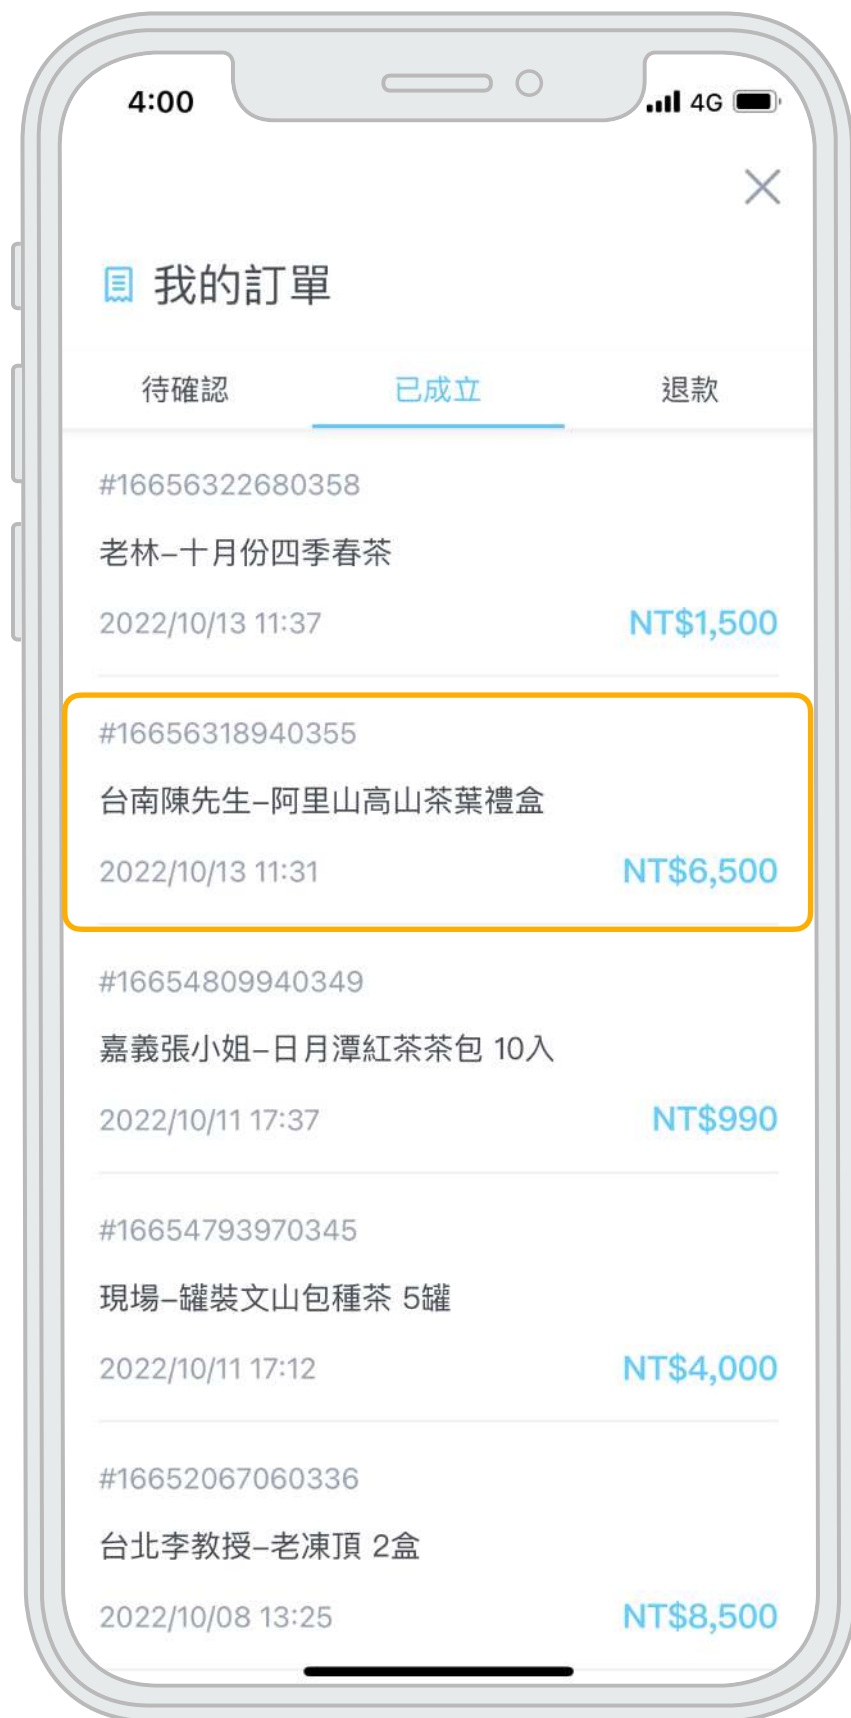 4:00
4G
我的訂單
待確認 已成立 退款
#16656322680358
老林–十月份四季春茶
2022/10/13 11:37 NT$1,500
#16656318940355
台南陳先生–阿里山高山茶葉禮盒
2022/10/13 11:31 NT$6,500
#16654809940349
嘉義張小姐–日月潭紅茶茶包 10入
2022/10/11 17:37 NT$990
#16654793970345
現場–罐裝文山包種茶 5罐
2022/10/11 17:12 NT$4,000
#16652067060336
台北李教授–老凍頂 2盒
2022/10/08 13:25 NT$8,500